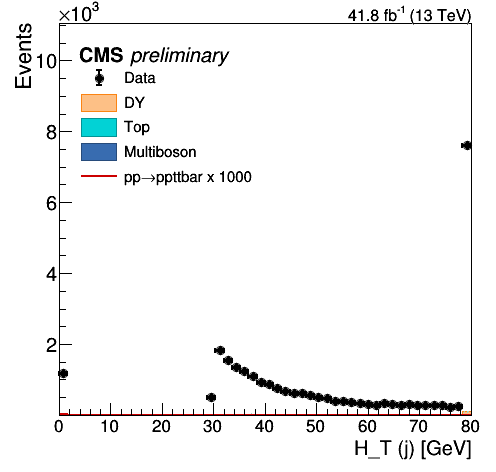 ×10³
41.8 fb⁻¹ (13 TeV)
Events
CMS preliminary
Data
DY
Top
Multiboson
pp→ppttbar x 1000
10
8
6
4
2
0 10 20 30 40 50 60 70 80
H_T (j) [GeV]